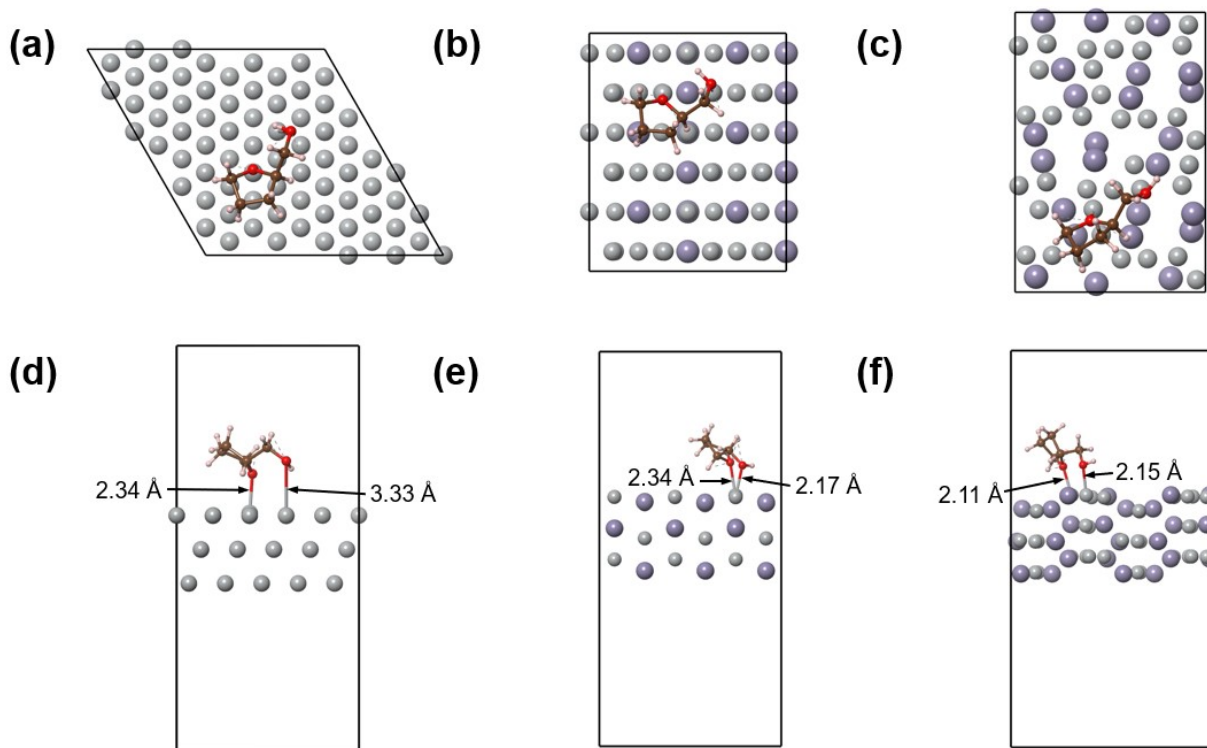 (a)
(b)
(c)
(d)
2.34 Å
3.33 Å
(e)
2.34 Å
2.17 Å
(f)
2.11 Å
2.15 Å